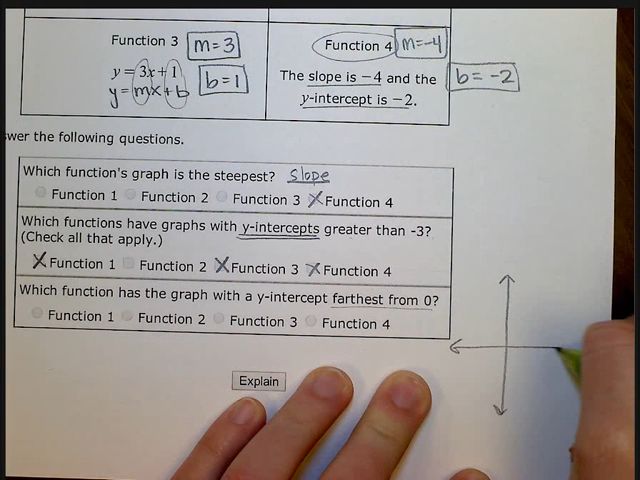 Function 3 m=3
y = 3x + 1 b=1
y=mx+b
Function 4 m=-4
The slope is −4 and the b=-2
y-intercept is −2.
swer the following questions.
Which function's graph is the steepest? slope
Function 1 Function 2 Function 3 X Function 4
Which functions have graphs with y-intercepts greater than -3?
(Check all that apply.)
X Function 1 Function 2 X Function 3 X Function 4
Which function has the graph with a y-intercept farthest from 0?
Function 1 Function 2 Function 3 Function 4
Explain